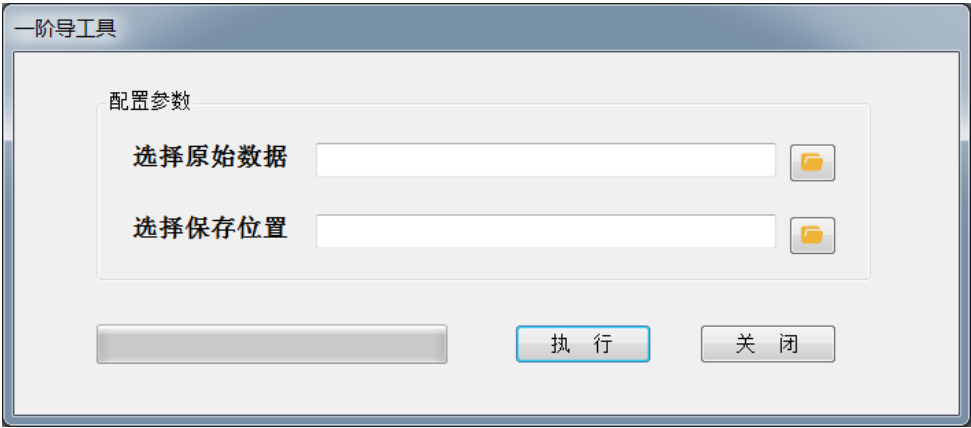 一阶导工具
配置参数
选择原始数据
选择保存位置
执 行
关 闭